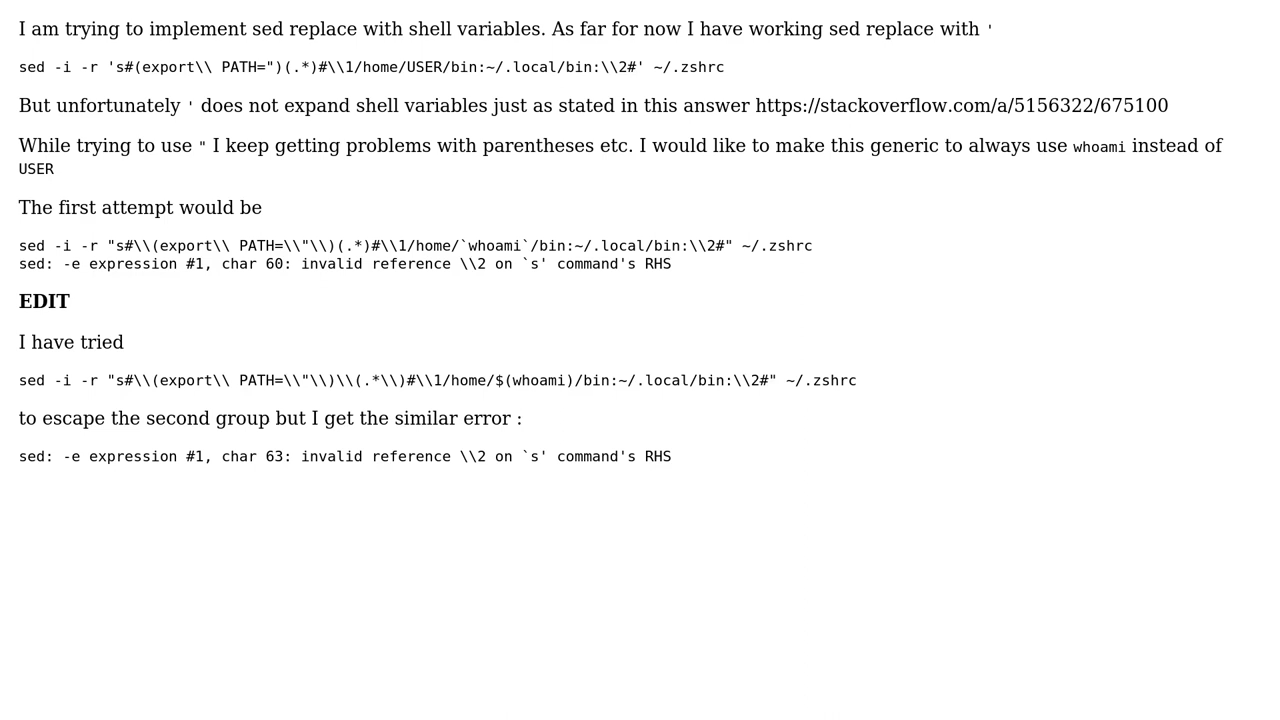 I am trying to implement sed replace with shell variables. As far for now I have working sed replace with '
sed -i -r 's#(export\\ PATH=")(.*)#\\1/home/USER/bin:~/.local/bin:\\2#' ~/.zshrc
But unfortunately ' does not expand shell variables just as stated in this answer https://stackoverflow.com/a/5156322/675100
While trying to use " I keep getting problems with parentheses etc. I would like to make this generic to always use whoami instead of
USER
The first attempt would be
sed -i -r "s#\\(export\\ PATH=\\"\\)(.*)#\\1/home/`whoami`/bin:~/.local/bin:\\2#" ~/.zshrc
sed: -e expression #1, char 60: invalid reference \\2 on `s' command's RHS
EDIT
I have tried
sed -i -r "s#\\(export\\ PATH=\\"\\)\\(.*\\)#\\1/home/$(whoami)/bin:~/.local/bin:\\2#" ~/.zshrc
to escape the second group but I get the similar error :
sed: -e expression #1, char 63: invalid reference \\2 on `s' command's RHS